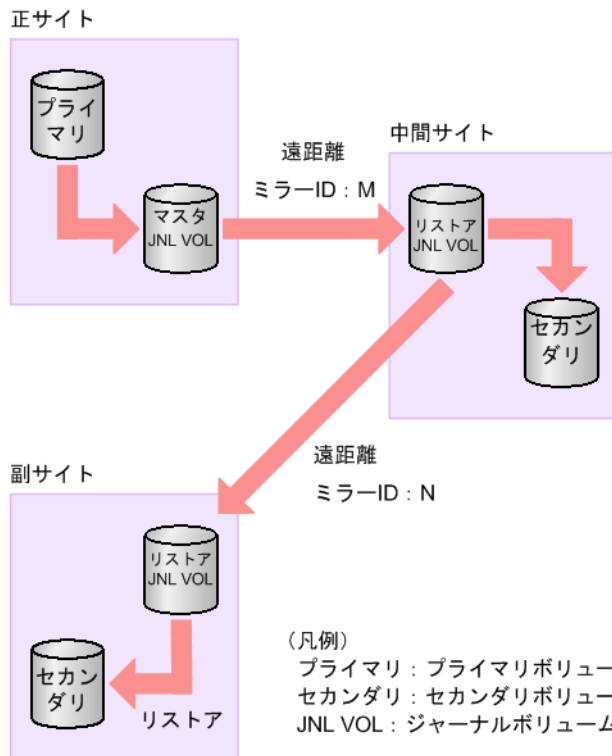 正サイト
プライ
マリ
マスタ
JNL VOL
遠距離
ミラーID：M
中間サイト
リストア
JNL VOL
セカン
ダリ
遠距離
ミラーID：N
副サイト
リストア
JNL VOL
セカン
ダリ
リストア
（凡例）
プライマリ：プライマリボリュー
セカンダリ：セカンダリボリュー
JNL VOL：ジャーナルボリューム